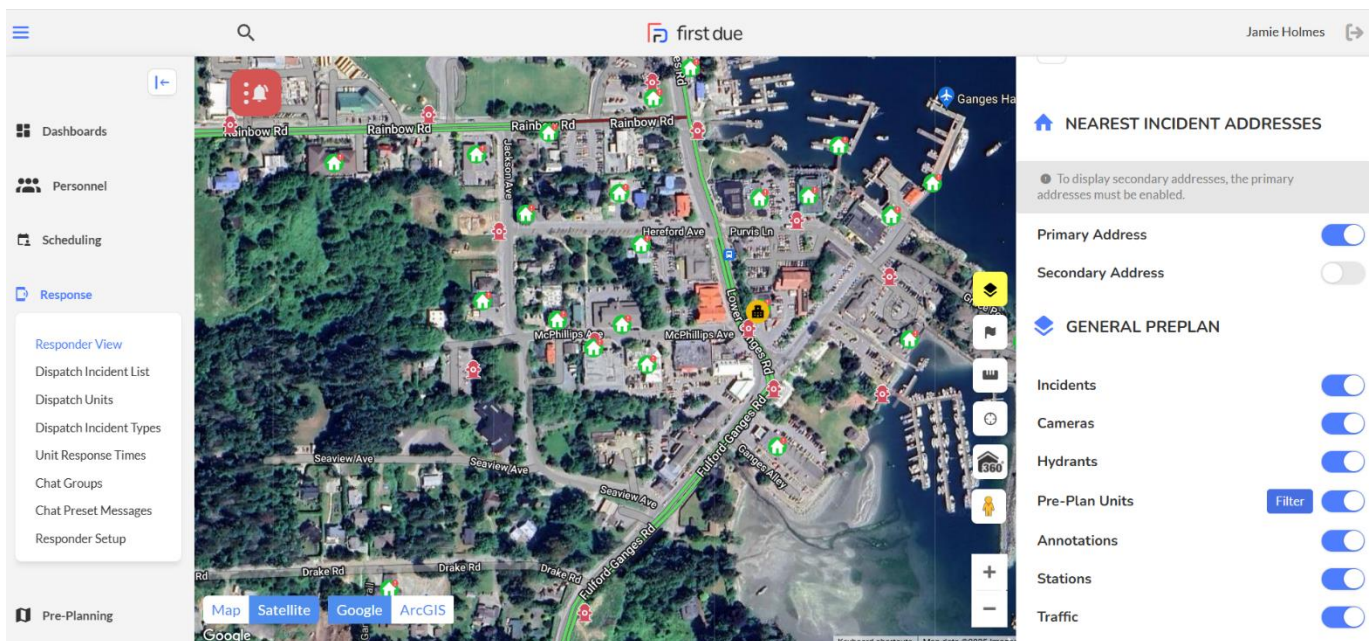 first due
Jamie Holmes
Dashboards
Personnel
Scheduling
Response
Responder View
Dispatch Incident List
Dispatch Units
Dispatch Incident Types
Unit Response Times
Chat Groups
Chat Preset Messages
Responder Setup
Pre-Planning
Ganges Ha
Rainbow Rd
Rainbow Rd
Rainbow Rd
Rainbow Rd
Jackson Ave
Hereford Ave
Purvis Ln
Lower Ganges Rd
McPhillips Ave
McPhillips Ave
Fulford-Ganges Rd
Ganges Alley
Seaview Ave
Seaview Ave
Seaview Ave
Drake Rd
Drake Rd
Drake Rd
Rd
Fulford-Ganges Rd
360°
Map
Satellite
Google
ArcGIS
Google
NEAREST INCIDENT ADDRESSES
To display secondary addresses, the primary
addresses must be enabled.
Primary Address
Secondary Address
GENERAL PREPLAN
Incidents
Cameras
Hydrants
Pre-Plan Units
Filter
Annotations
Stations
Traffic